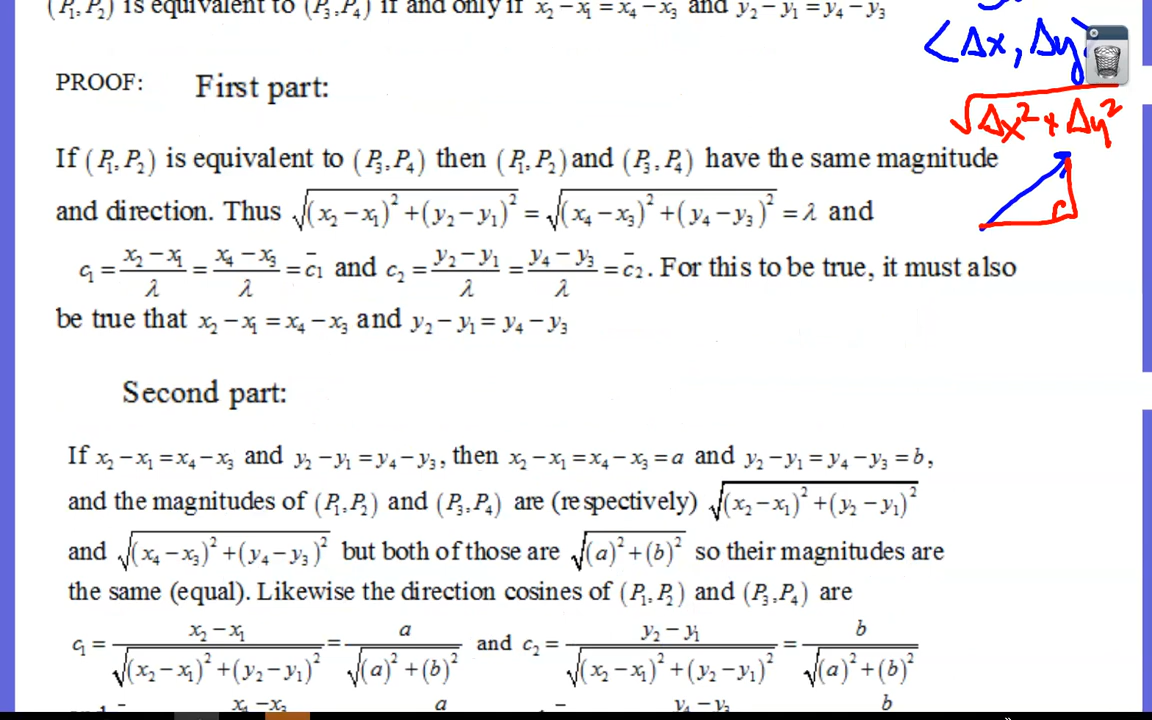 (P₁,P₂) is equivalent to (P₃,P₄) if and only if x₂−x₁=x₄−x₃ and y₂−y₁=y₄−y₃
<Δx, Δy
PROOF: First part:
√Δx²+Δy²
If (P₁,P₂) is equivalent to (P₃,P₄) then (P₁,P₂) and (P₃,P₄) have the same magnitude
and direction. Thus √((x₂−x₁)²+(y₂−y₁)²) = √((x₄−x₃)²+(y₄−y₃)²) = λ and
c₁ = (x₂−x₁)/λ = (x₄−x₃)/λ = c̄₁ and c₂ = (y₂−y₁)/λ = (y₄−y₃)/λ = c̄₂. For this to be true, it must also
be true that x₂−x₁=x₄−x₃ and y₂−y₁=y₄−y₃
Second part:
If x₂−x₁=x₄−x₃ and y₂−y₁=y₄−y₃, then x₂−x₁=x₄−x₃=a and y₂−y₁=y₄−y₃=b,
and the magnitudes of (P₁,P₂) and (P₃,P₄) are (respectively) √((x₂−x₁)²+(y₂−y₁)²)
and √((x₄−x₃)²+(y₄−y₃)²) but both of those are √((a)²+(b)²) so their magnitudes are
the same (equal). Likewise the direction cosines of (P₁,P₂) and (P₃,P₄) are
c₁ = (x₂−x₁)/√((x₂−x₁)²+(y₂−y₁)²) = a/√((a)²+(b)²) and c₂ = (y₂−y₁)/√((x₂−x₁)²+(y₂−y₁)²) = b/√((a)²+(b)²)
x₄−x₃ a y₄−y₃ b